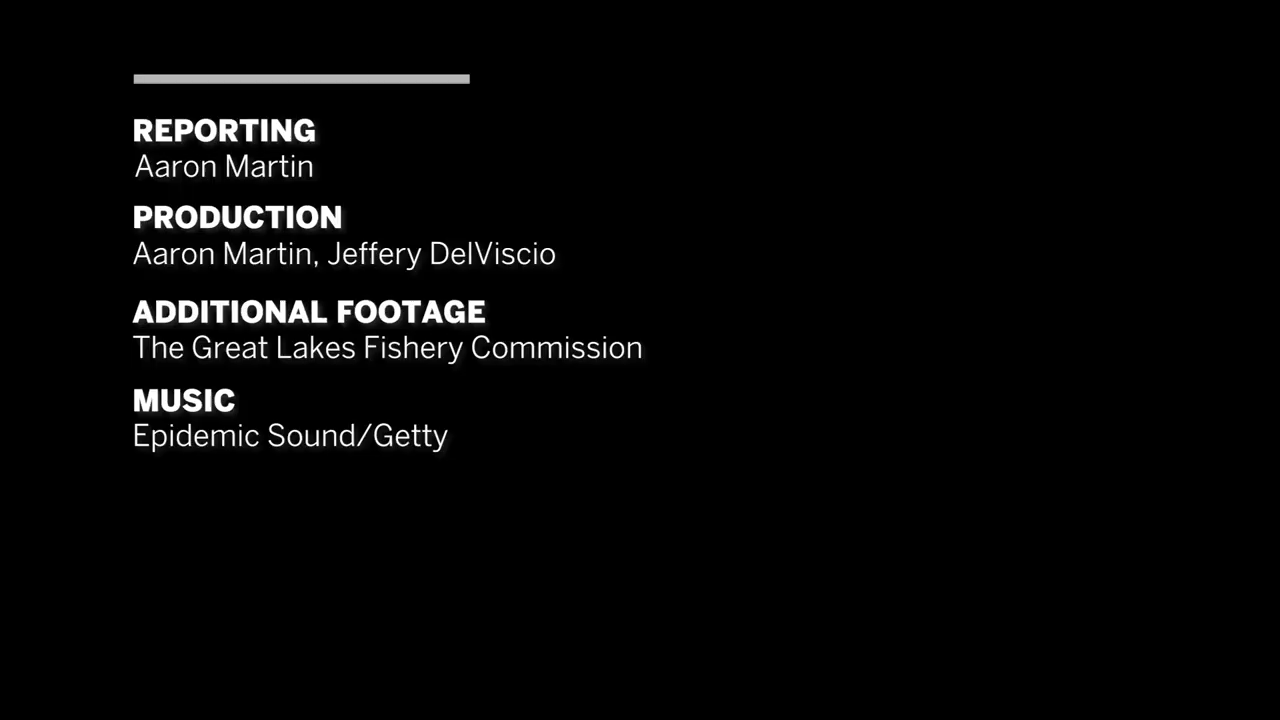 REPORTING
Aaron Martin
PRODUCTION
Aaron Martin, Jeffery DelViscio
ADDITIONAL FOOTAGE
The Great Lakes Fishery Commission
MUSIC
Epidemic Sound/Getty